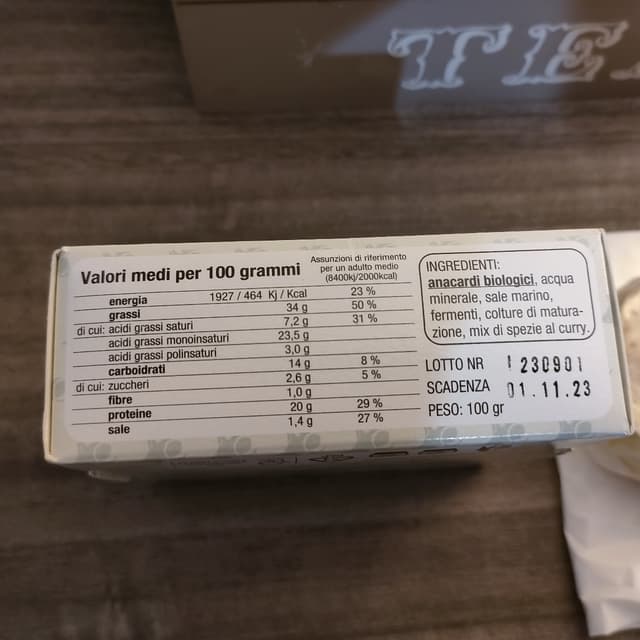 TE
Valori medi per 100 grammi
Assunzioni di riferimento
per un adulto medio
(8400kj/2000kcal)
energia 1927 / 464 Kj / Kcal 23 %
grassi 34 g 50 %
di cui: acidi grassi saturi 7,2 g 31 %
acidi grassi monoinsaturi 23,5 g
acidi grassi polinsaturi 3,0 g
carboidrati 14 g 8 %
di cui: zuccheri 2,6 g 5 %
fibre 1,0 g
proteine 20 g 29 %
sale 1,4 g 27 %
INGREDIENTI:
anacardi biologici, acqua
minerale, sale marino,
fermenti, colture di matura-
zione, mix di spezie al curry.
LOTTO NR 230901
SCADENZA 01.11.23
PESO: 100 gr